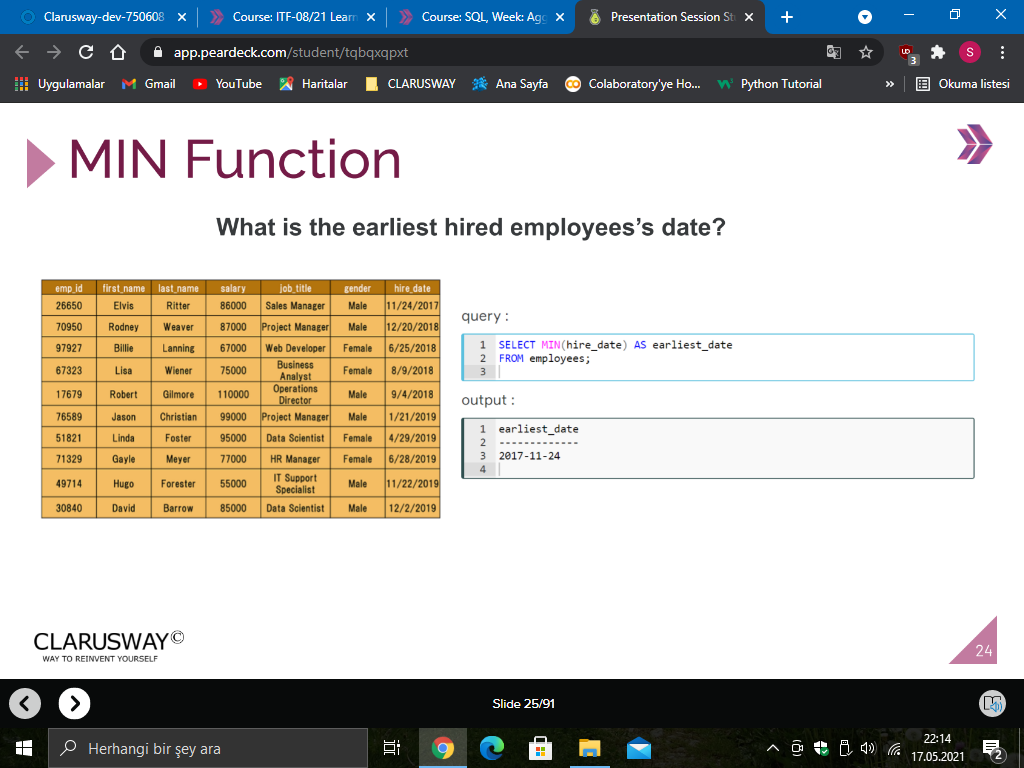 Clarusway-dev-750608
Course: ITF-08/21 Learn
Course: SQL, Week: Agg
Presentation Session St
app.peardeck.com/student/tqbqxqpxt
UD
3
S
Uygulamalar
Gmail
YouTube
Haritalar
CLARUSWAY
Ana Sayfa
Colaboratory'ye Ho...
Python Tutorial
»
Okuma listesi
MIN Function
What is the earliest hired employees's date?
emp_id first_name last_name salary job_title gender hire_date
26650 Elvis Ritter 86000 Sales Manager Male 11/24/2017
70950 Rodney Weaver 87000 Project Manager Male 12/20/2018
97927 Billie Lanning 67000 Web Developer Female 6/25/2018
67323 Lisa Wiener 75000 Business Analyst Female 8/9/2018
17679 Robert Gilmore 110000 Operations Director Male 9/4/2018
76589 Jason Christian 99000 Project Manager Male 1/21/2019
51821 Linda Foster 95000 Data Scientist Female 4/29/2019
71329 Gayle Meyer 77000 HR Manager Female 6/28/2019
49714 Hugo Forester 55000 IT Support Specialist Male 11/22/2019
30840 David Barrow 85000 Data Scientist Male 12/2/2019
query :
1 SELECT MIN(hire_date) AS earliest_date
2 FROM employees;
3
output :
1 earliest_date
2 -------------
3 2017-11-24
4
CLARUSWAY©
WAY TO REINVENT YOURSELF
24
Slide 25/91
Herhangi bir şey ara
22:14
17.05.2021
2